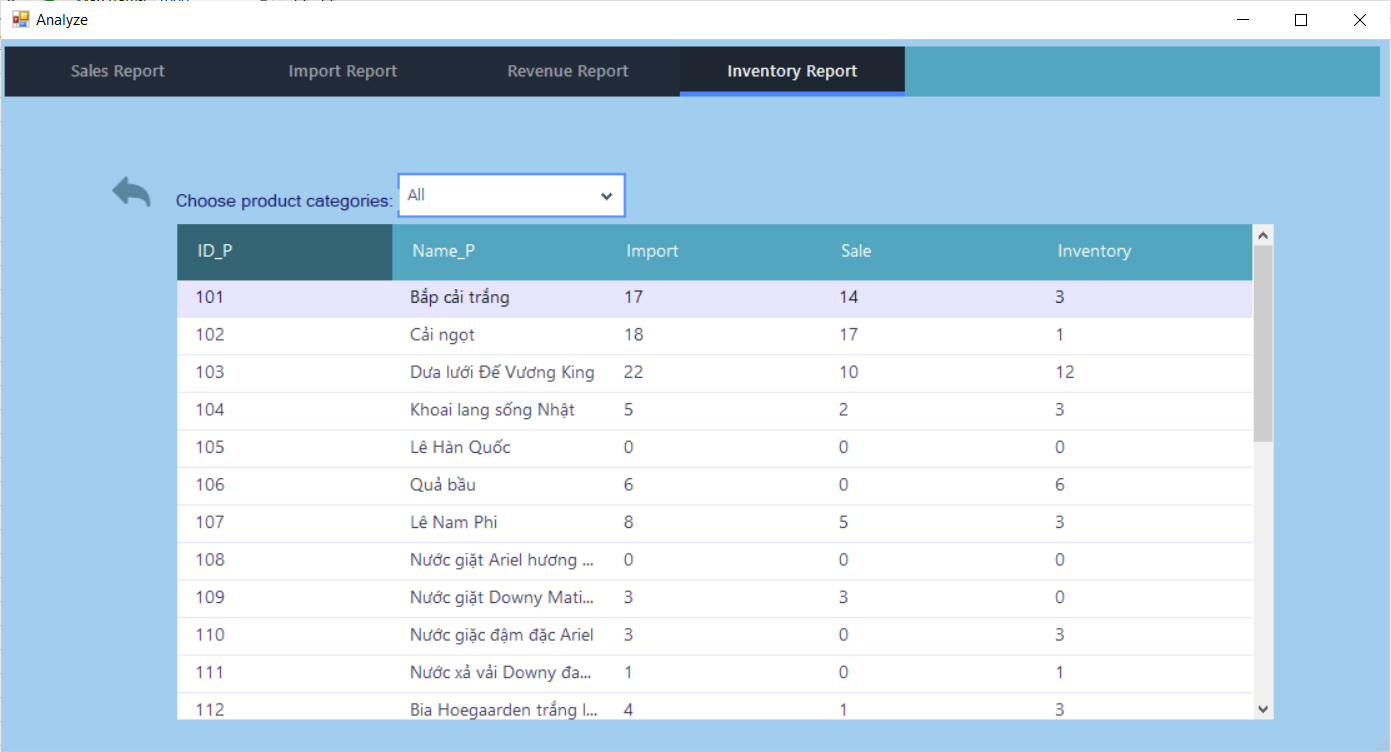 Analyze
Sales Report Import Report Revenue Report Inventory Report
Choose product categories: All
ID_P Name_P Import Sale Inventory
101 Bắp cải trắng 17 14 3
102 Cải ngọt 18 17 1
103 Dưa lưới Đế Vương King 22 10 12
104 Khoai lang sống Nhật 5 2 3
105 Lê Hàn Quốc 0 0 0
106 Quả bầu 6 0 6
107 Lê Nam Phi 8 5 3
108 Nước giặt Ariel hương ... 0 0 0
109 Nước giặt Downy Mati... 3 3 0
110 Nước giặc đậm đặc Ariel 3 0 3
111 Nước xả vải Downy đa... 1 0 1
112 Bia Hoegaarden trắng l... 4 1 3